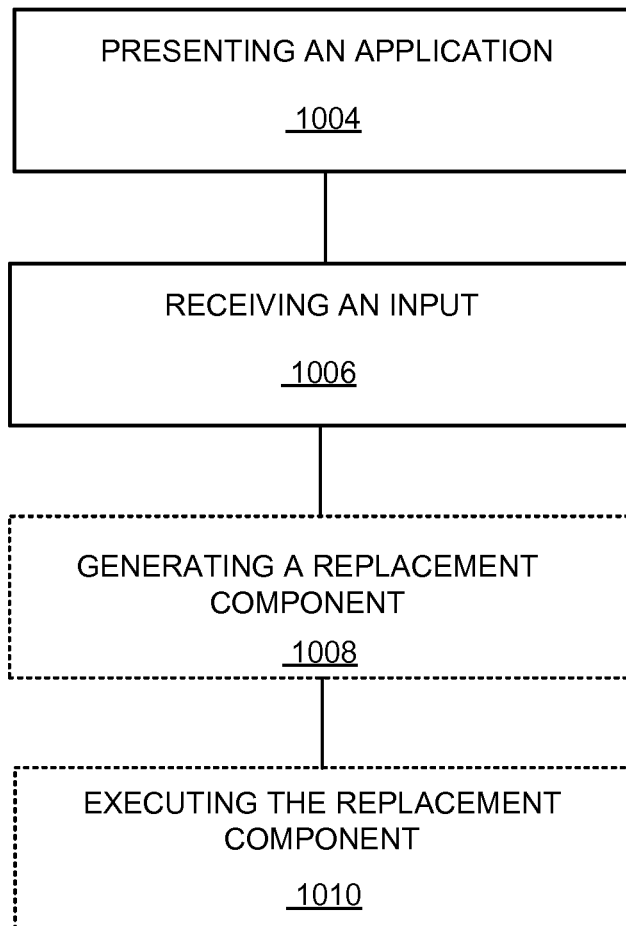 PRESENTING AN APPLICATION
1004
RECEIVING AN INPUT
1006
GENERATING A REPLACEMENT
COMPONENT
1008
EXECUTING THE REPLACEMENT
COMPONENT
1010